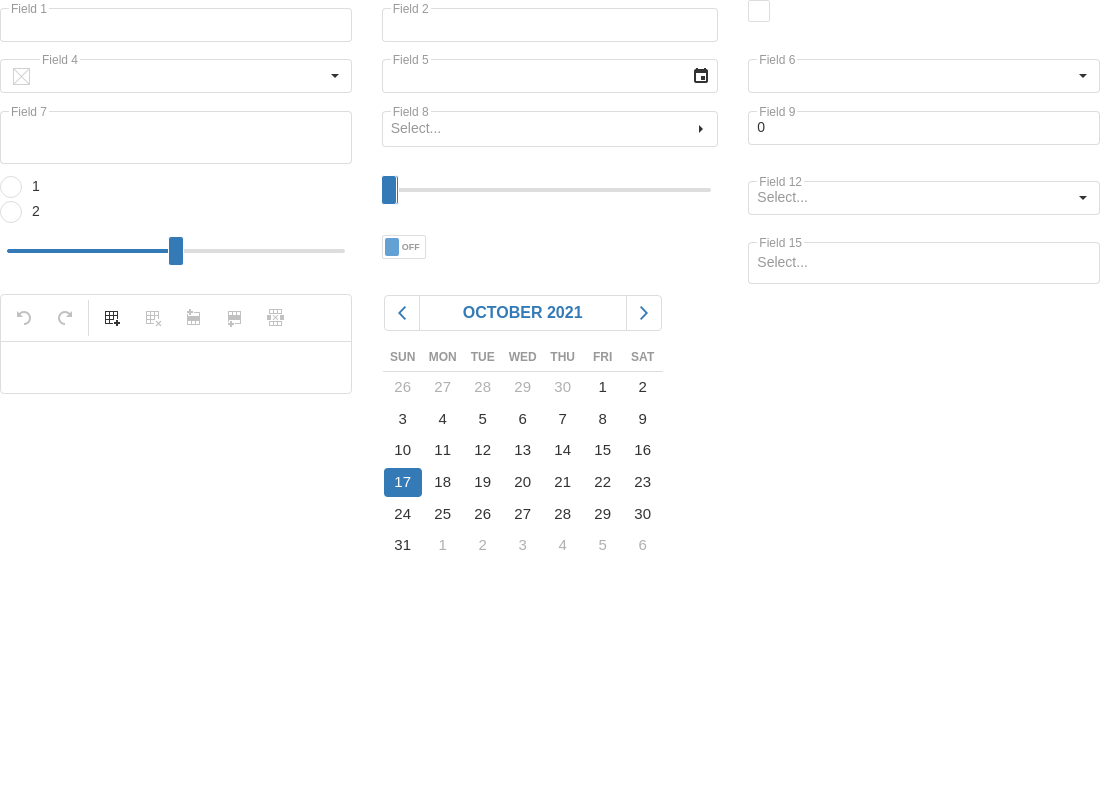 Field 1
Field 2
Field 4
Field 5
Field 6
Field 7
Field 8
Select...
Field 9
0
1
2
Field 12
Select...
OFF
Field 15
Select...
OCTOBER 2021
SUN MON TUE WED THU FRI SAT
26 27 28 29 30 1 2
3 4 5 6 7 8 9
10 11 12 13 14 15 16
17 18 19 20 21 22 23
24 25 26 27 28 29 30
31 1 2 3 4 5 6